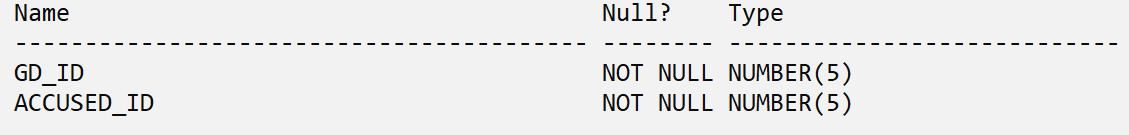 Name Null? Type
----------------------------------------- -------- ----------------------------
GD_ID NOT NULL NUMBER(5)
ACCUSED_ID NOT NULL NUMBER(5)